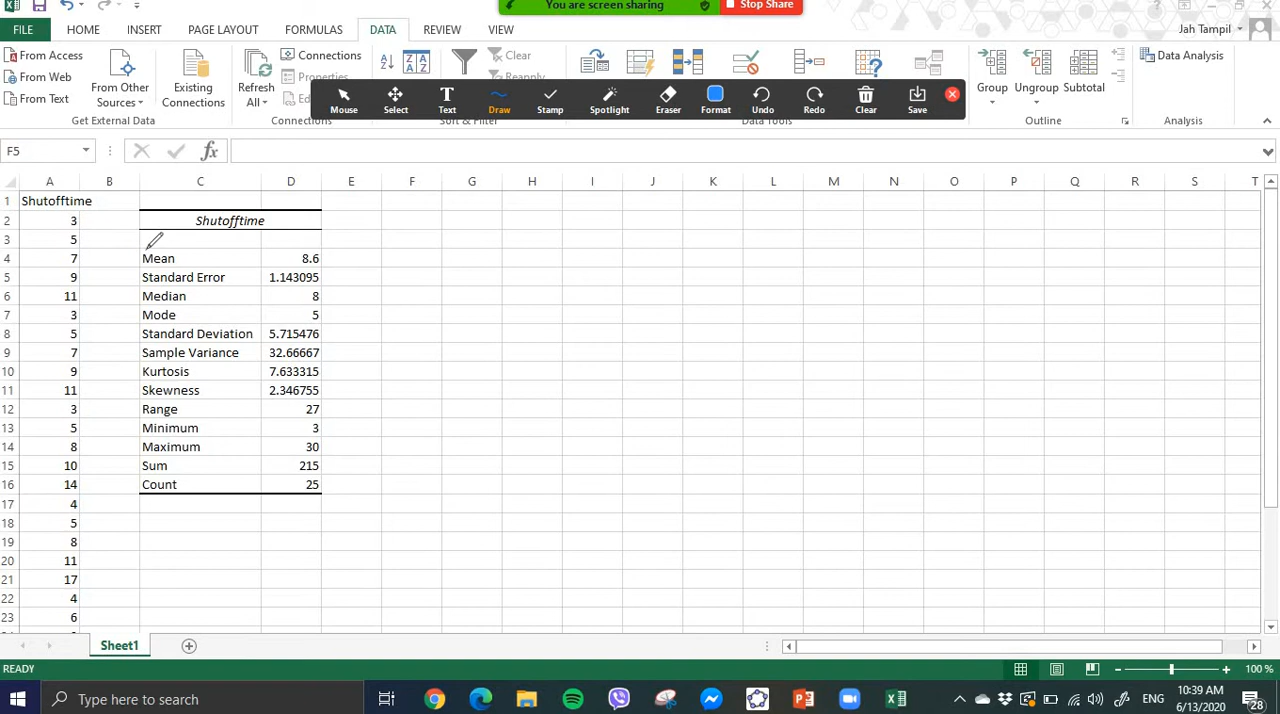 You are screen sharing Stop Share
FILE HOME INSERT PAGE LAYOUT FORMULAS DATA REVIEW VIEW Jah Tampil
From Access
From Web
From Text
From Other Sources
Existing Connections
Refresh All
Connections
Properties
Clear
Reapply
Group
Ungroup
Subtotal
Data Analysis
Mouse Select Text Draw Stamp Spotlight Eraser Format Undo Redo Clear Save
Get External Data Connections Sort & Filter Data Tools Outline Analysis
F5 fx
A B C D E F G H I J K L M N O P Q R S T
1 Shutofftime
2 3 Shutofftime
3 5
4 7 Mean 8.6
5 9 Standard Error 1.143095
6 11 Median 8
7 3 Mode 5
8 5 Standard Deviation 5.715476
9 7 Sample Variance 32.66667
10 9 Kurtosis 7.633315
11 11 Skewness 2.346755
12 3 Range 27
13 5 Minimum 3
14 8 Maximum 30
15 10 Sum 215
16 14 Count 25
17 4
18 5
19 8
20 11
21 17
22 4
23 6
Sheet1
READY 100 %
Type here to search ENG 10:39 AM
6/13/2020 28